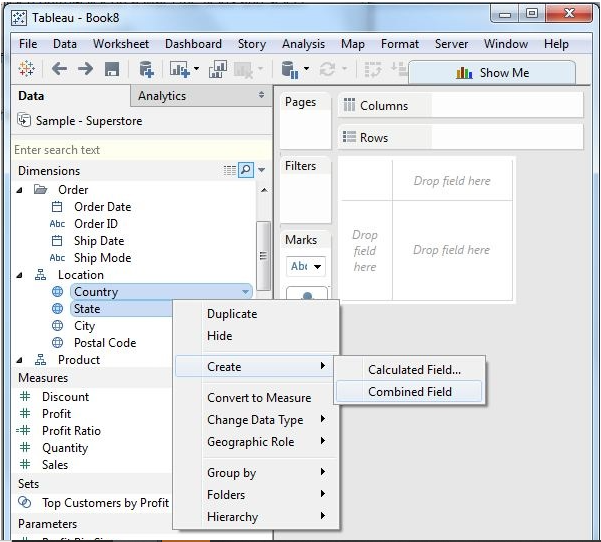 Tableau - Book8
File Data Worksheet Dashboard Story Analysis Map Format Server Window Help
Show Me
Data Analytics
Sample - Superstore
Enter search text
Dimensions
Order
Order Date
Abc Order ID
Ship Date
Abc Ship Mode
Location
Country
State
City
Postal Code
Product
Measures
Discount
Profit
Profit Ratio
Quantity
Sales
Sets
Top Customers by Profit
Parameters
Pages
Filters
Marks
Columns
Rows
Drop field here
Drop
field
here
Drop field here
Duplicate
Hide
Create
Convert to Measure
Change Data Type
Geographic Role
Group by
Folders
Hierarchy
Calculated Field...
Combined Field